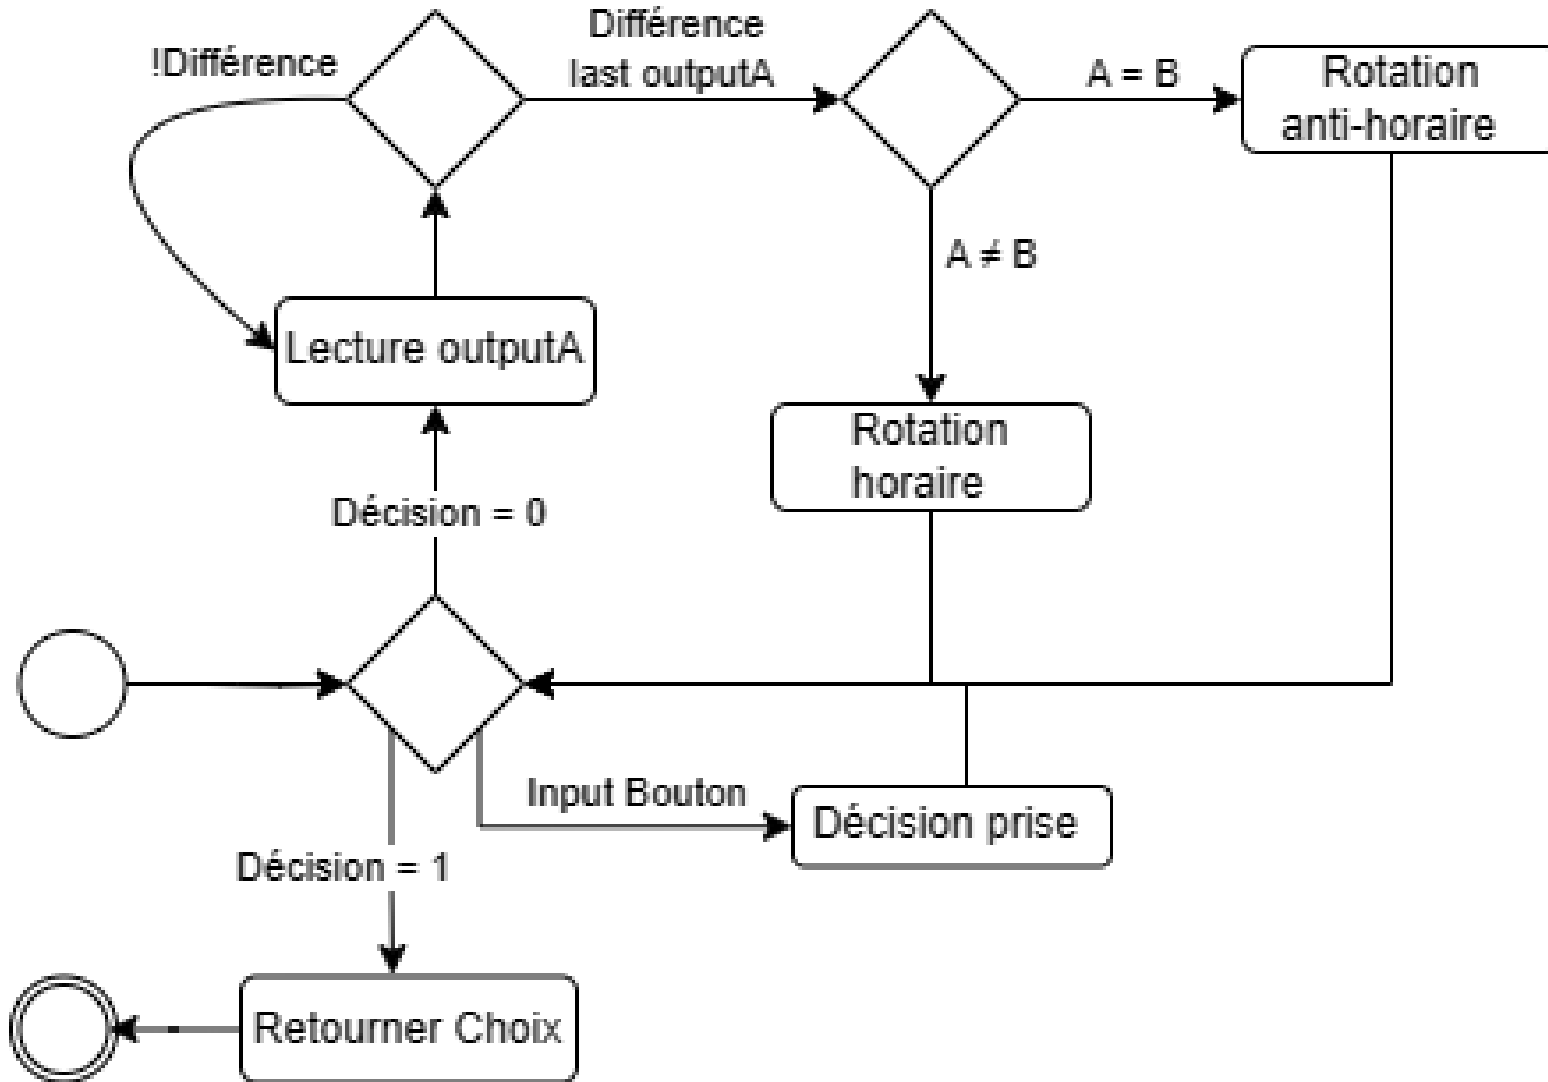 Différence
!Différence
last outputA
A = B
Rotation
anti-horaire
A ≠ B
Lecture outputA
Rotation
horaire
Décision = 0
Input Bouton
Décision prise
Décision = 1
Retourner Choix